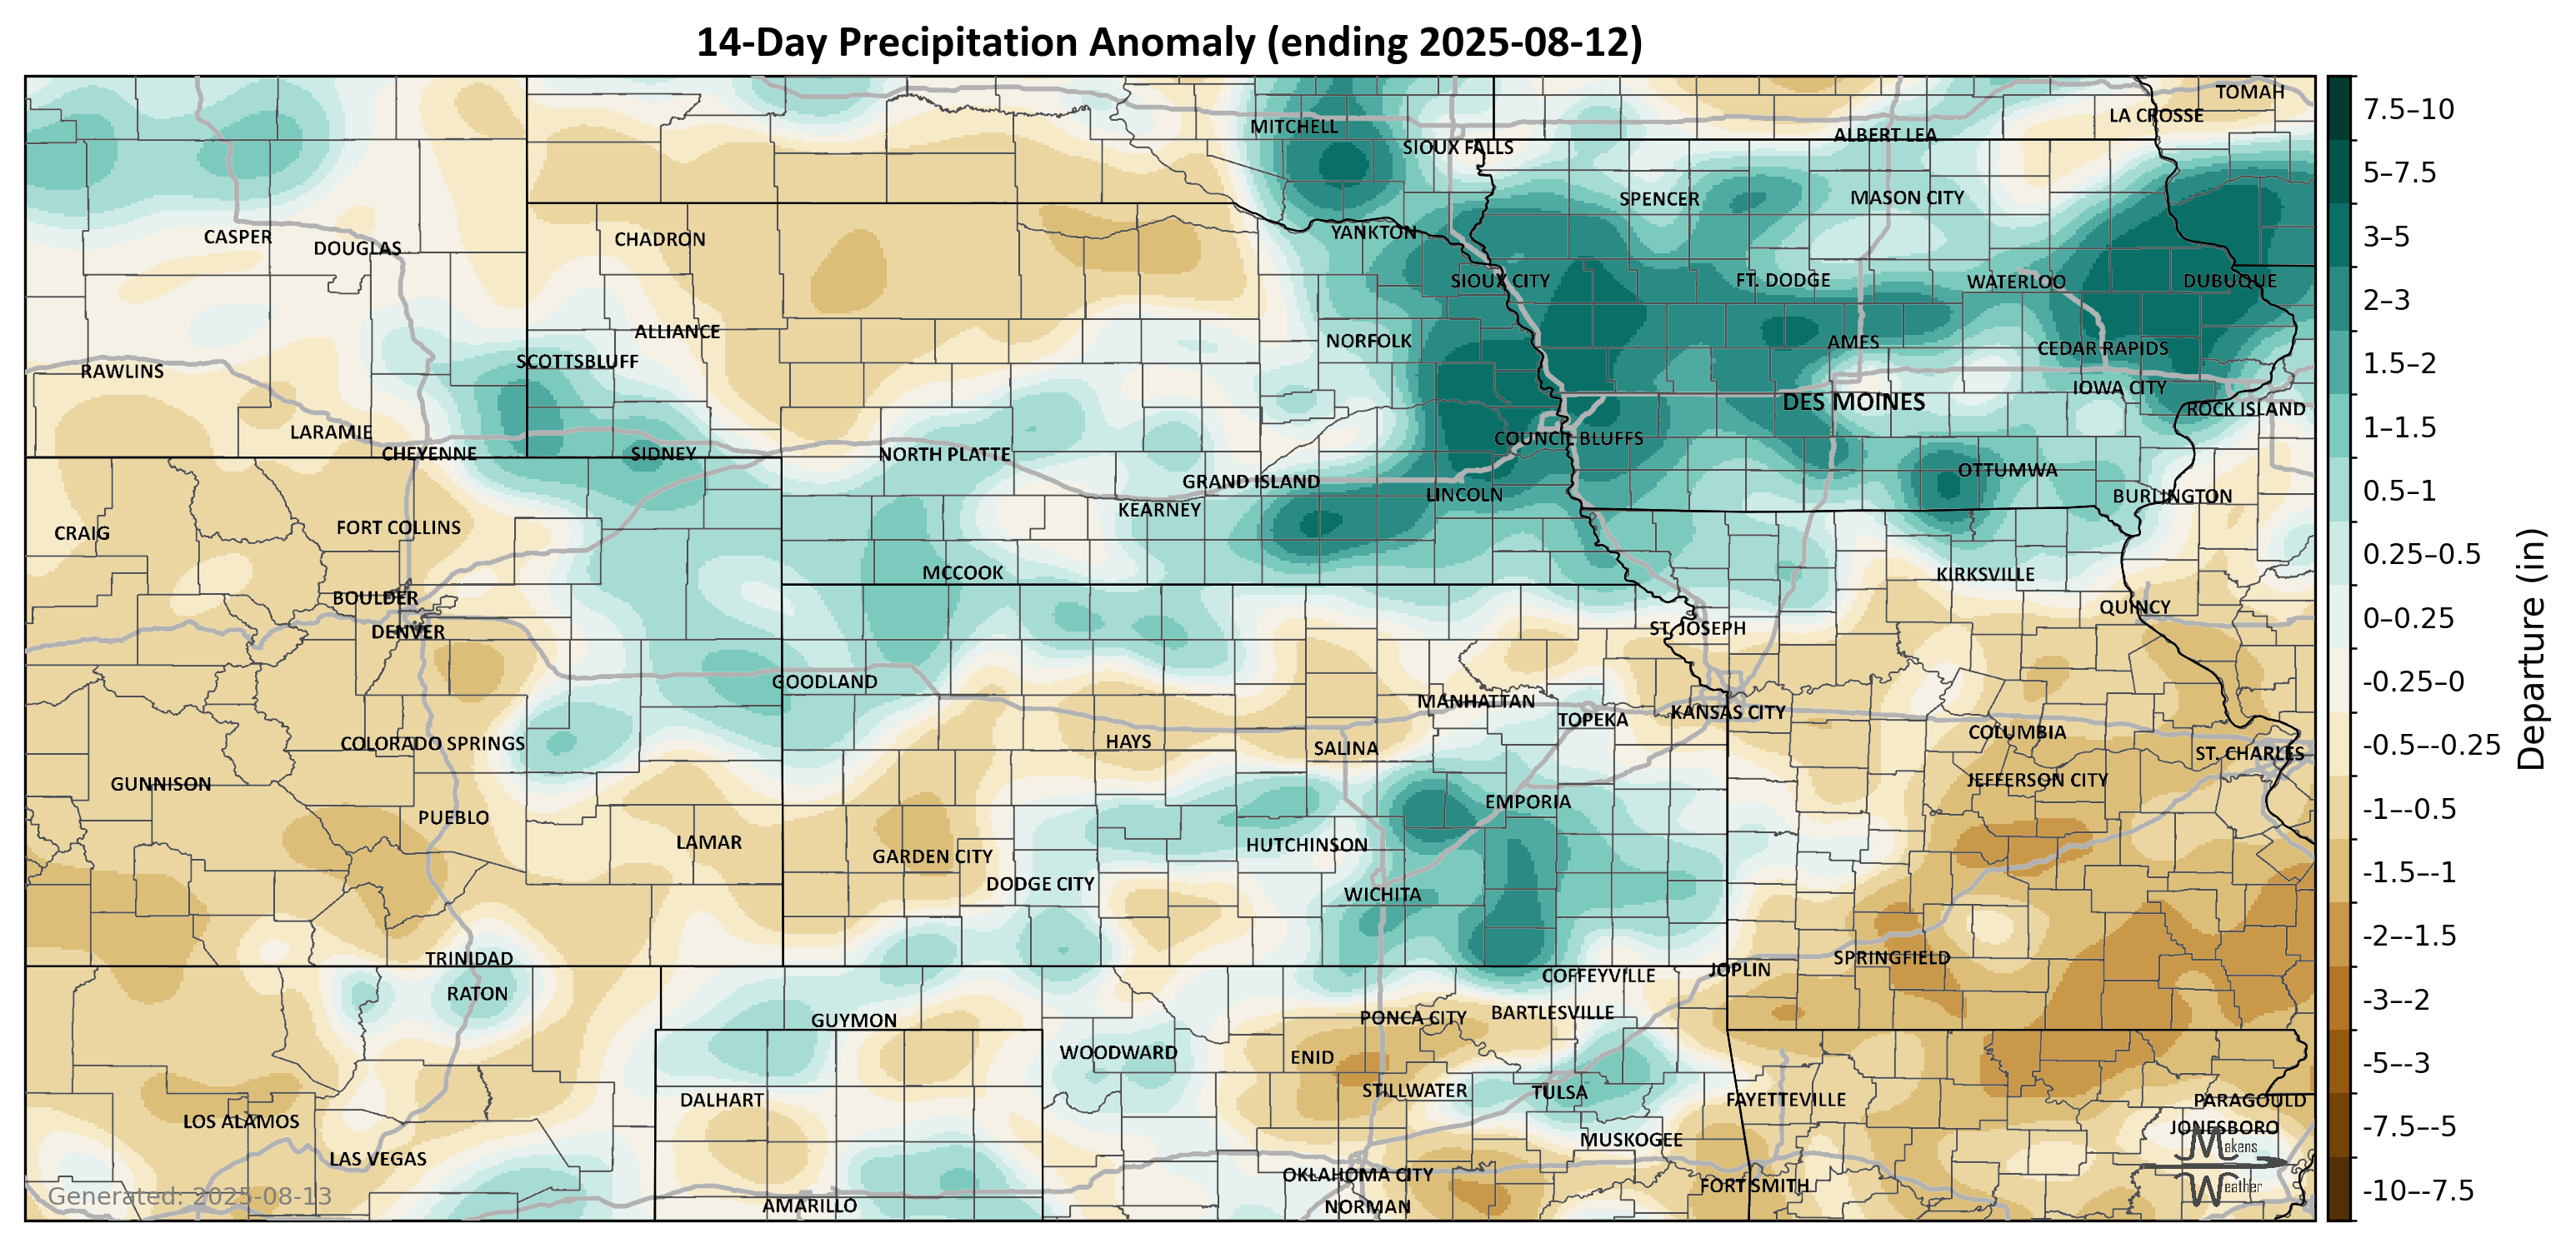 14-Day Precipitation Anomaly (ending 2025-08-12)
TOMAH
LA CROSSE
MITCHELL
ALBERT LEA
SIOUX FALLS
SPENCER
MASON CITY
YANKTON
CASPER
DOUGLAS
CHADRON
SIOUX CITY
FT. DODGE
WATERLOO
DUBUQUE
ALLIANCE
NORFOLK
AMES
CEDAR RAPIDS
SCOTTSBLUFF
RAWLINS
IOWA CITY
DES MOINES
ROCK ISLAND
LARAMIE
COUNCIL BLUFFS
CHEYENNE
SIDNEY
NORTH PLATTE
OTTUMWA
GRAND ISLAND
LINCOLN
BURLINGTON
KEARNEY
CRAIG
FORT COLLINS
MCCOOK
KIRKSVILLE
BOULDER
QUINCY
DENVER
ST. JOSEPH
GOODLAND
MANHATTAN
TOPEKA
KANSAS CITY
COLUMBIA
COLORADO SPRINGS
HAYS
SALINA
ST. CHARLES
GUNNISON
JEFFERSON CITY
EMPORIA
PUEBLO
LAMAR
HUTCHINSON
GARDEN CITY
DODGE CITY
WICHITA
TRINIDAD
SPRINGFIELD
COFFEYVILLE
JOPLIN
RATON
GUYMON
PONCA CITY
BARTLESVILLE
WOODWARD
ENID
STILLWATER
TULSA
DALHART
FAYETTEVILLE
PARAGOULD
LOS ALAMOS
JONESBORO
MUSKOGEE
LAS VEGAS
OKLAHOMA CITY
FORT SMITH
AMARILLO
NORMAN
Generated: 2025-08-13
Makens
Weather
7.5–10
5–7.5
3–5
2–3
1.5–2
1–1.5
0.5–1
0.25–0.5
0–0.25
-0.25–0
-0.5–-0.25
-1–-0.5
-1.5–-1
-2–-1.5
-3–-2
-5–-3
-7.5–-5
-10–-7.5
Departure (in)